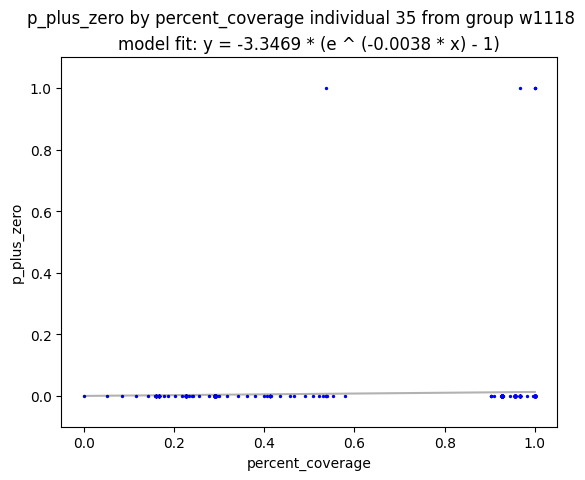 p_plus_zero by percent_coverage individual 35 from group w1118
model fit: y = -3.3469 * (e ^ (-0.0038 * x) - 1)
1.0
0.8
0.6
0.4
0.2
0.0
p_plus_zero
0.0 0.2 0.4 0.6 0.8 1.0
percent_coverage